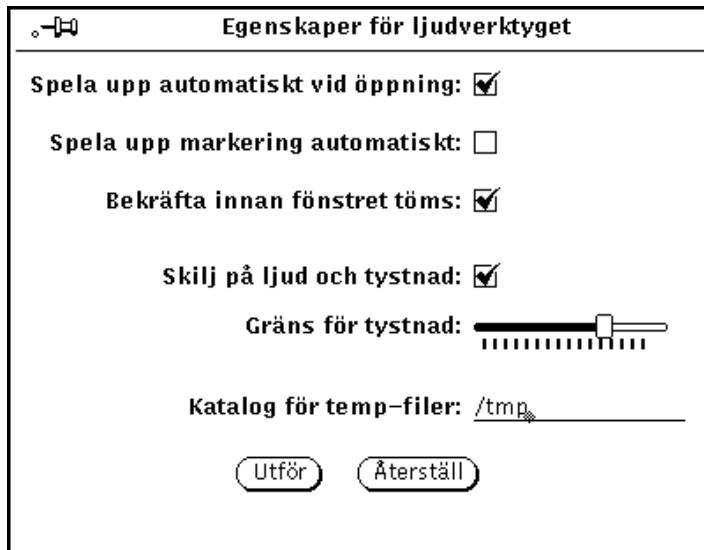 Egenskaper för ljudverktyget
Spela upp automatiskt vid öppning:
Spela upp markering automatiskt:
Bekräfta innan fönstret töms:
Skilj på ljud och tystnad:
Gräns för tystnad:
Katalog för temp-filer: /tmp
Utför Återställ